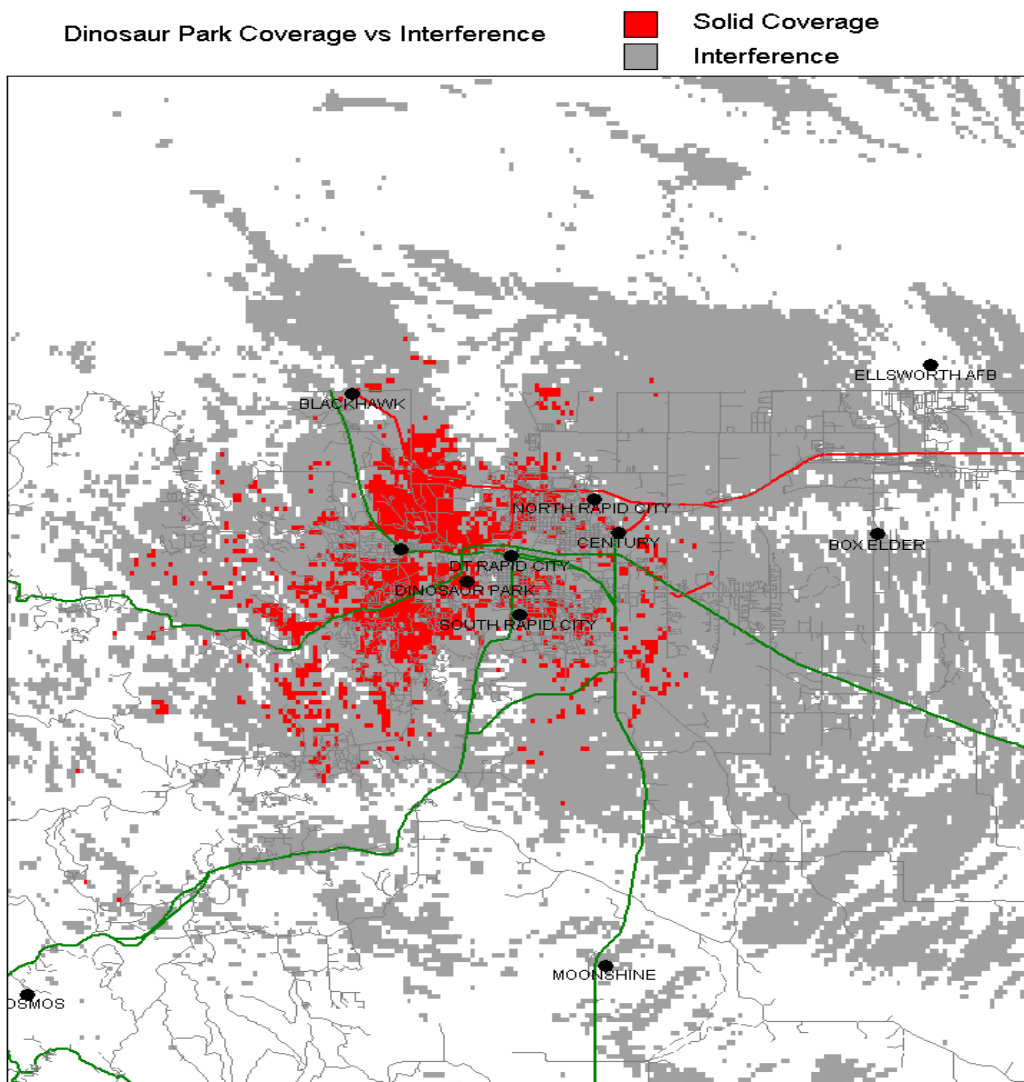 Dinosaur Park Coverage vs Interference
Solid Coverage
Interference
ELLSWORTH AFB
BLACKHAWK
NORTH RAPID CITY
CENTURY
BOX ELDER
DT RAPID CITY
DINOSAUR PARK
SOUTH RAPID CITY
MOONSHINE
OSMOS